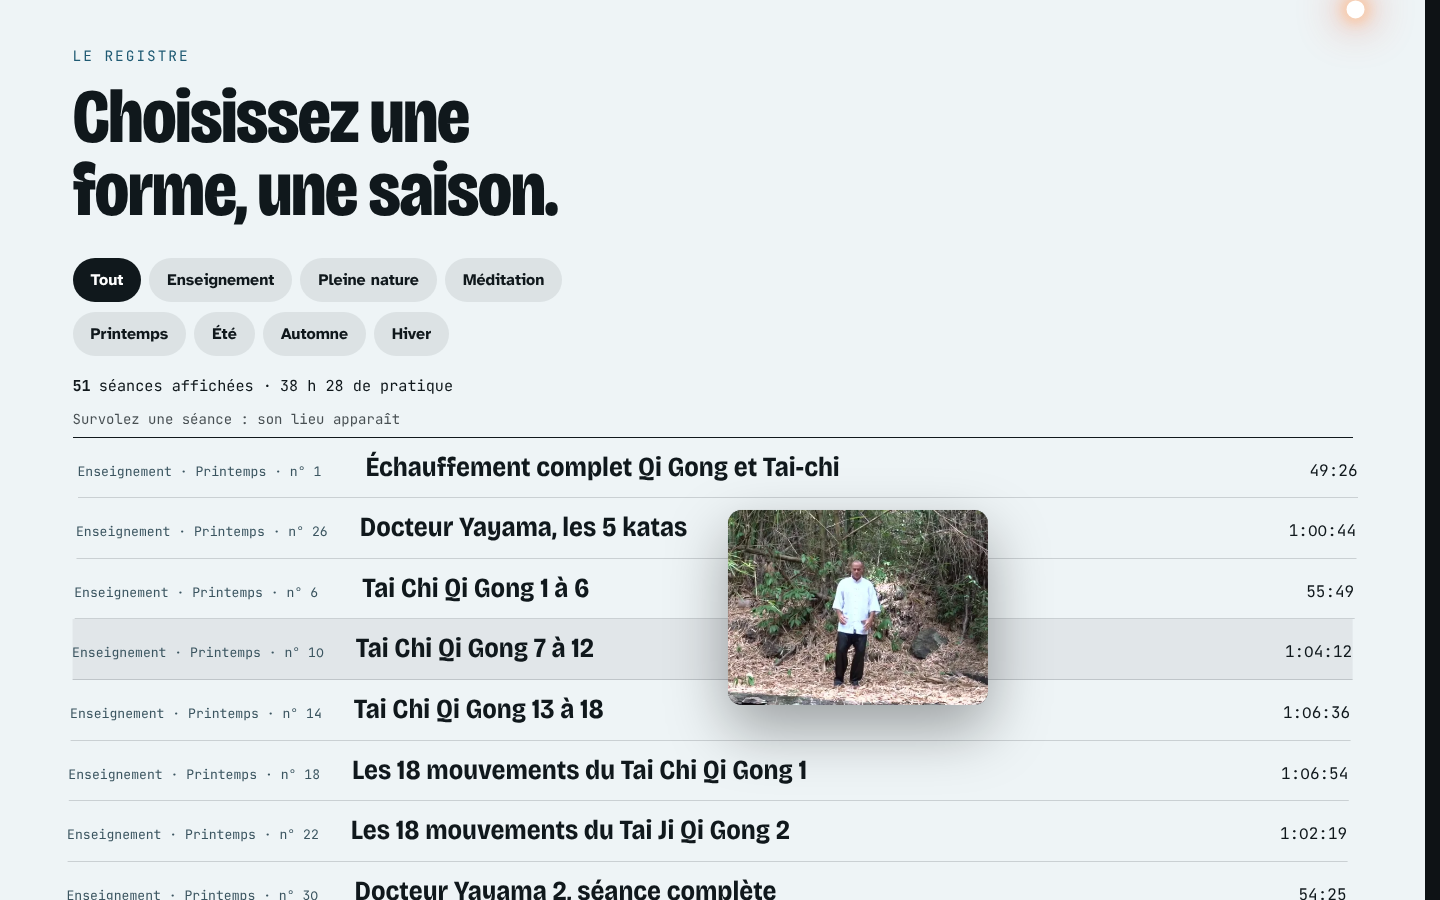 LE REGISTRE
Choisissez une
forme, une saison.
Tout Enseignement Pleine nature Méditation
Printemps Été Automne Hiver
51 séances affichées · 38 h 28 de pratique
Survolez une séance : son lieu apparaît
Enseignement · Printemps · n° 1 Échauffement complet Qi Gong et Tai-chi 49:26
Enseignement · Printemps · n° 26 Docteur Yayama, les 5 katas 1:00:44
Enseignement · Printemps · n° 6 Tai Chi Qi Gong 1 à 6 55:49
Enseignement · Printemps · n° 10 Tai Chi Qi Gong 7 à 12 1:04:12
Enseignement · Printemps · n° 14 Tai Chi Qi Gong 13 à 18 1:06:36
Enseignement · Printemps · n° 18 Les 18 mouvements du Tai Chi Qi Gong 1 1:06:54
Enseignement · Printemps · n° 22 Les 18 mouvements du Tai Ji Qi Gong 2 1:02:19
Enseignement · Printemps · n° 30 Docteur Yayama 2, séance complète 54:25